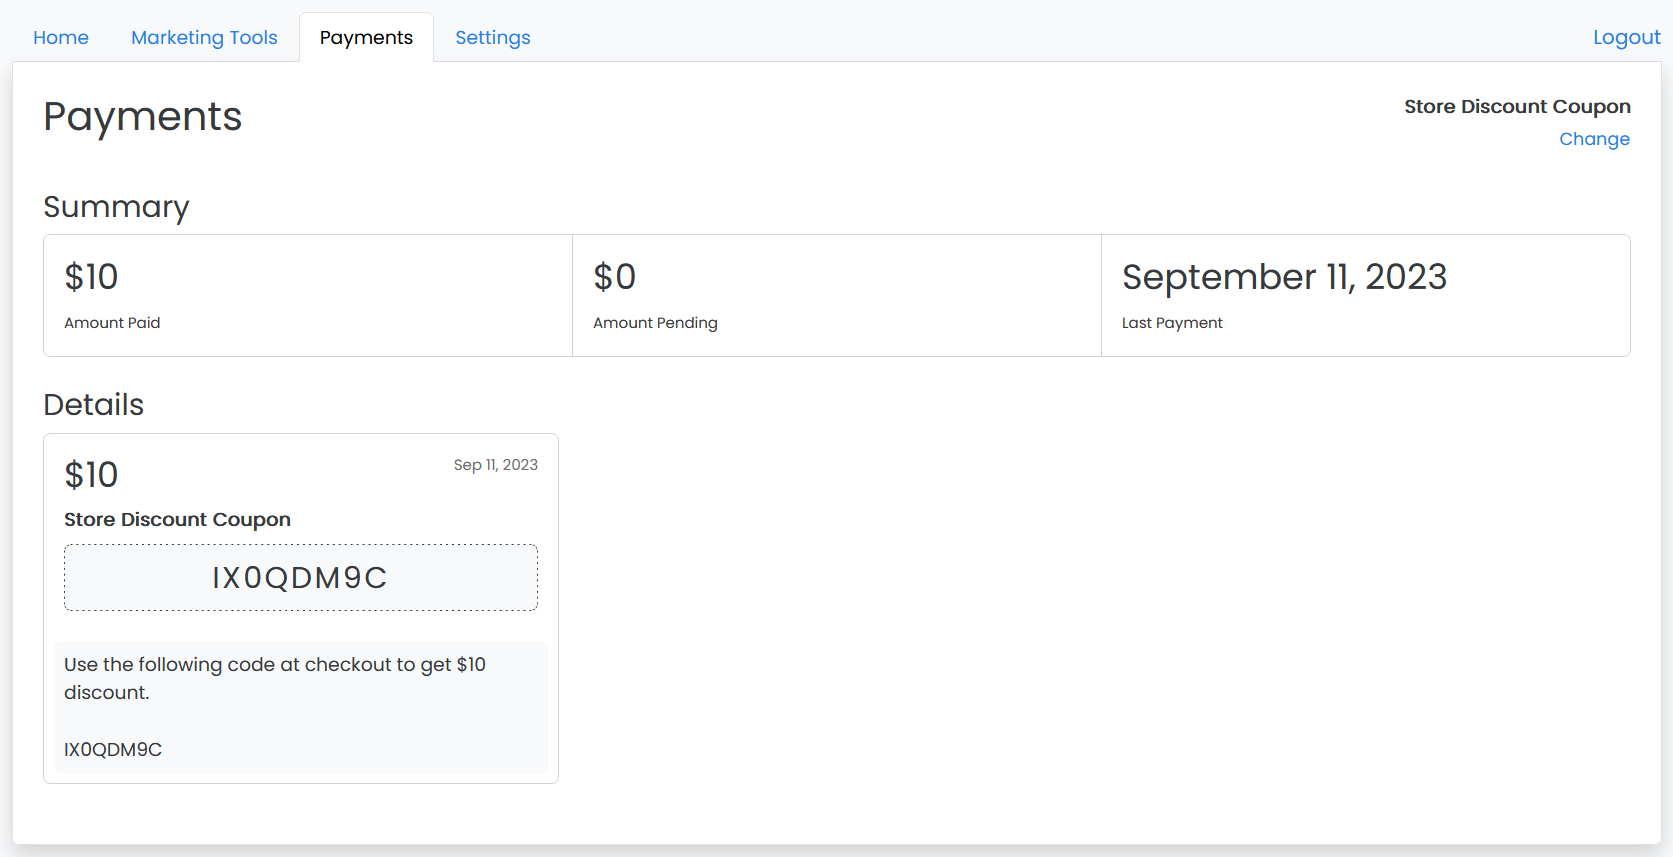 Home Marketing Tools Payments Settings Logout
Payments
Store Discount Coupon
Change
Summary
$10
Amount Paid
$0
Amount Pending
September 11, 2023
Last Payment
Details
$10
Sep 11, 2023
Store Discount Coupon
IX0QDM9C
Use the following code at checkout to get $10
discount.
IX0QDM9C